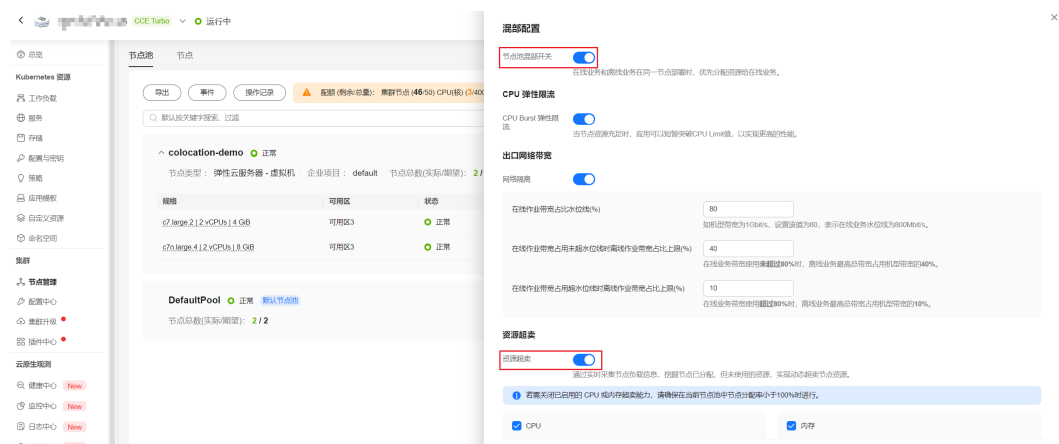 CCE Turbo 运行中
总览
Kubernetes 资源
工作负载
服务
存储
配置与密钥
策略
应用模板
自定义资源
命名空间
集群
节点管理
配置中心
集群升级
插件中心
云原生观测
健康中心 New
监控中心 New
日志中心 New
节点池 节点
导出 事件 操作记录 配额 (剩余/总量): 集群节点 (46/50) CPU(核) (3/400
默认按关键字搜索、过滤
colocation-demo 正常
节点类型: 弹性云服务器 - 虚拟机 企业项目: default 节点总数(实际/期望): 2 /
规格 可用区 状态
c7.large.2 | 2 vCPUs | 4 GiB 可用区3 正常
c7n.large.4 | 2 vCPUs | 8 GiB 可用区3 正常
DefaultPool 正常 默认节点池
节点总数(实际/期望): 2 / 2
混部配置
节点池混部开关
在线业务和离线业务在同一节点部署时，优先分配资源给在线业务。
CPU 弹性限流
CPU Burst 弹性限流
当节点资源充足时，应用可以短暂突破CPU Limit值，以实现更高的性能。
出口网络带宽
网络隔离
在线作业带宽占比水位线(%) 80
如机型带宽为1Gbit/s，设置该值为80，表示在线业务水位线为800Mbit/s。
在线作业带宽占用未超水位线时离线作业带宽占比上限(%) 40
在线业务带宽使用未超过80%时，离线业务最高总带宽占用机型带宽的40%。
在线作业带宽占用超水位线时离线作业带宽占比上限(%) 10
在线业务带宽使用超过80%时，离线业务最高总带宽占用机型带宽的10%。
资源超卖
资源超卖
通过实时采集节点负载信息，挖掘节点已分配，但未使用的资源，实现动态超卖节点资源。
若需关闭已启用的 CPU 或内存超卖能力，请确保在当前节点池中节点分配率小于100%时进行。
CPU 内存